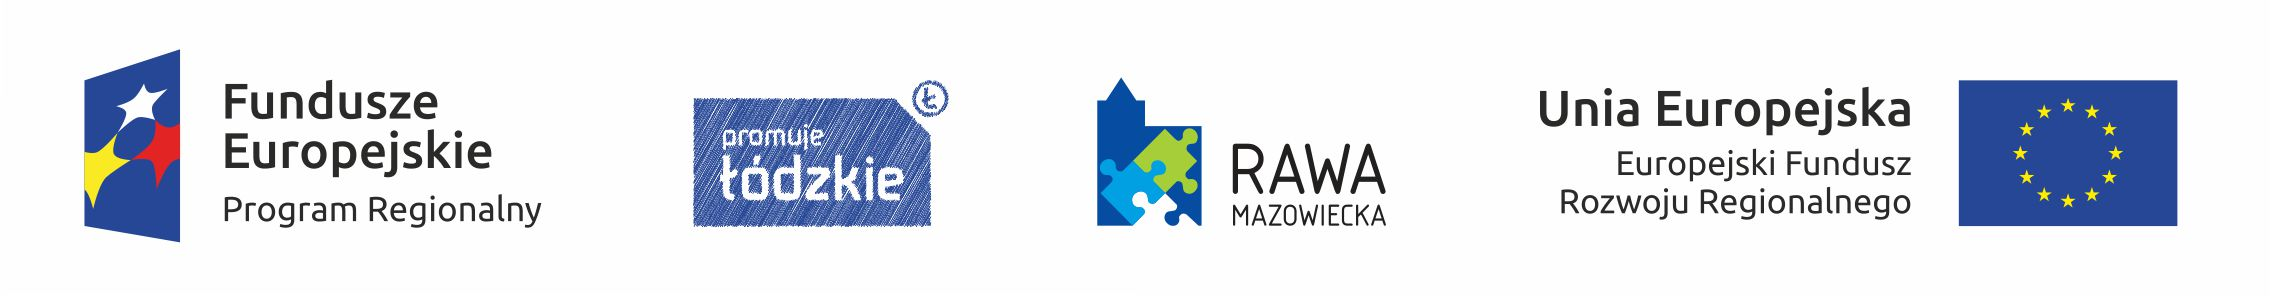 Fundusze
Europejskie
Program Regionalny
promuje
łódzkie
Ł
RAWA
MAZOWIECKA
Unia Europejska
Europejski Fundusz
Rozwoju Regionalnego